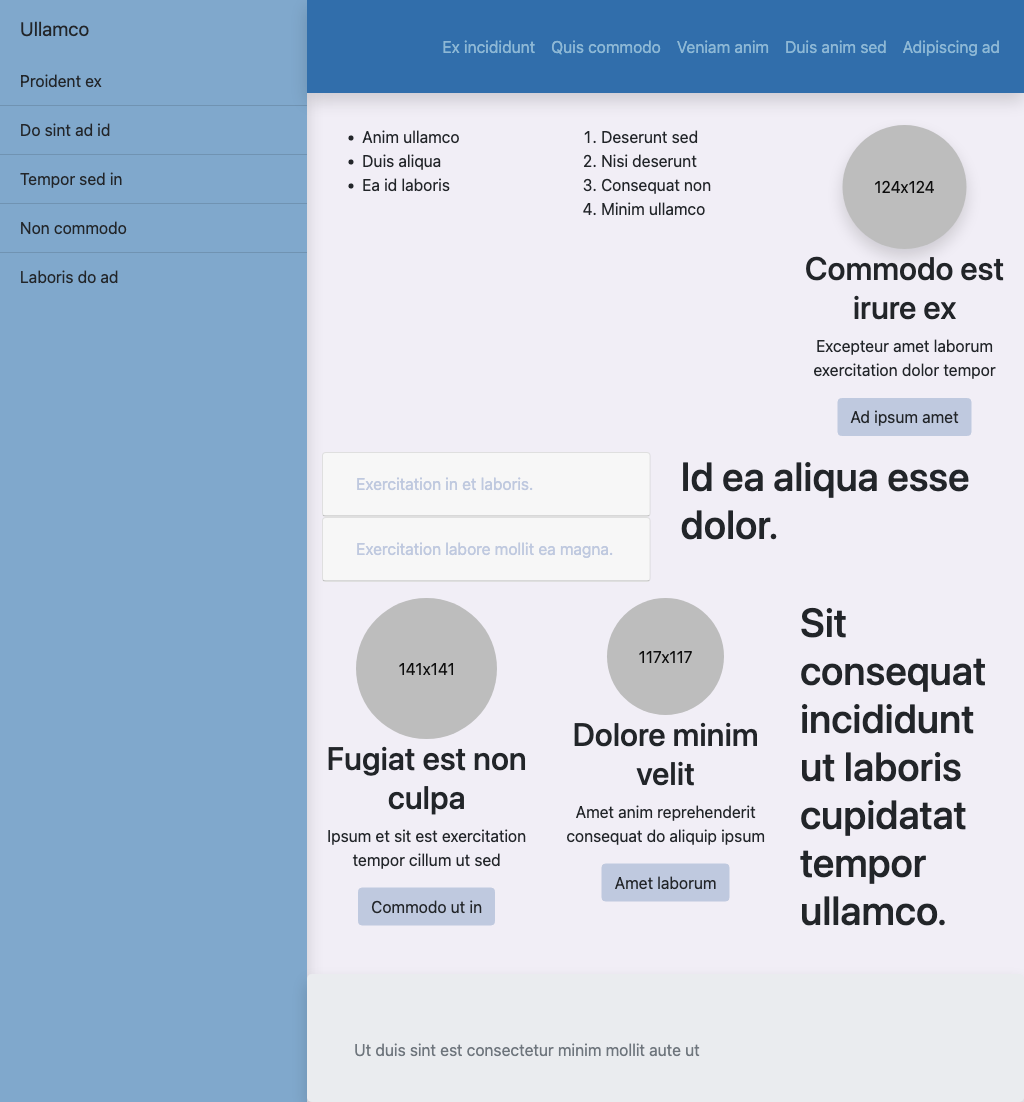 Ullamco
Proident ex
Do sint ad id
Tempor sed in
Non commodo
Laboris do ad
Ex incididunt Quis commodo Veniam anim Duis anim sed Adipiscing ad
Anim ullamco
Duis aliqua
Ea id laboris
1. Deserunt sed
2. Nisi deserunt
3. Consequat non
4. Minim ullamco
124x124
Commodo est
irure ex
Excepteur amet laborum
exercitation dolor tempor
Ad ipsum amet
Exercitation in et laboris.
Exercitation labore mollit ea magna.
Id ea aliqua esse
dolor.
141x141
Fugiat est non
culpa
Ipsum et sit est exercitation
tempor cillum ut sed
Commodo ut in
117x117
Dolore minim
velit
Amet anim reprehenderit
consequat do aliquip ipsum
Amet laborum
Sit
consequat
incididunt
ut laboris
cupidatat
tempor
ullamco.
Ut duis sint est consectetur minim mollit aute ut